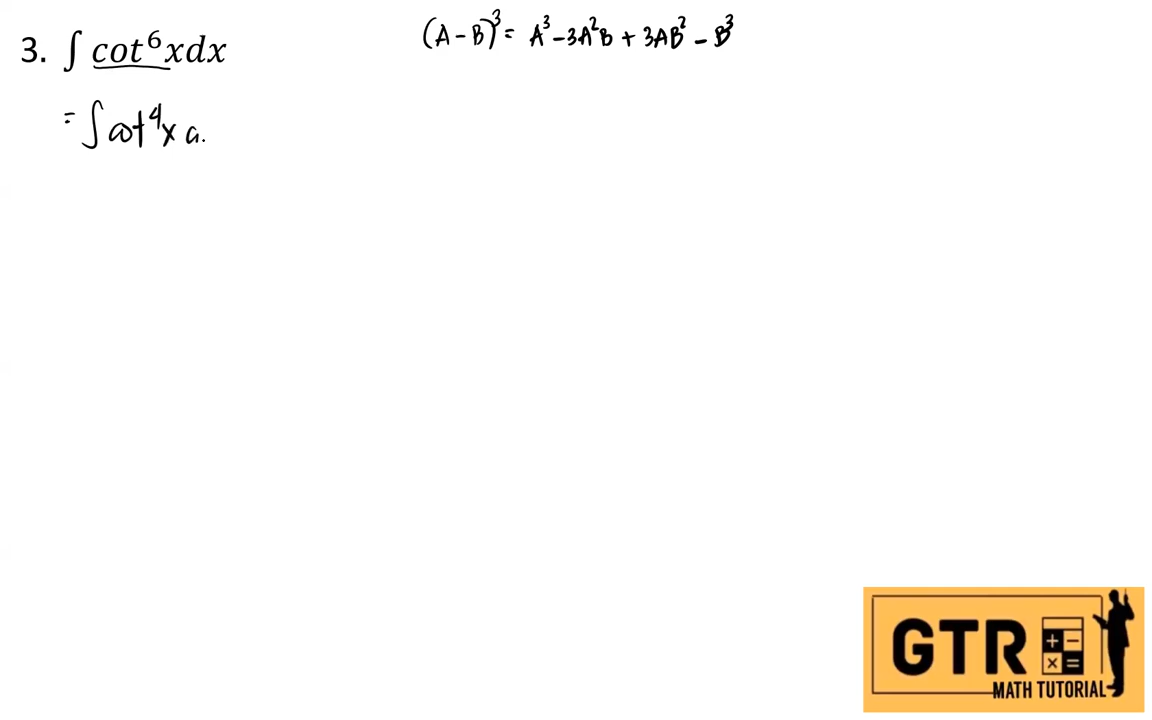 3. ∫ cot⁶xdx
(A - B)³ = A³ - 3A²B + 3AB² - B³
= ∫ cot⁴x
GTR
+ −
× =
MATH TUTORIAL